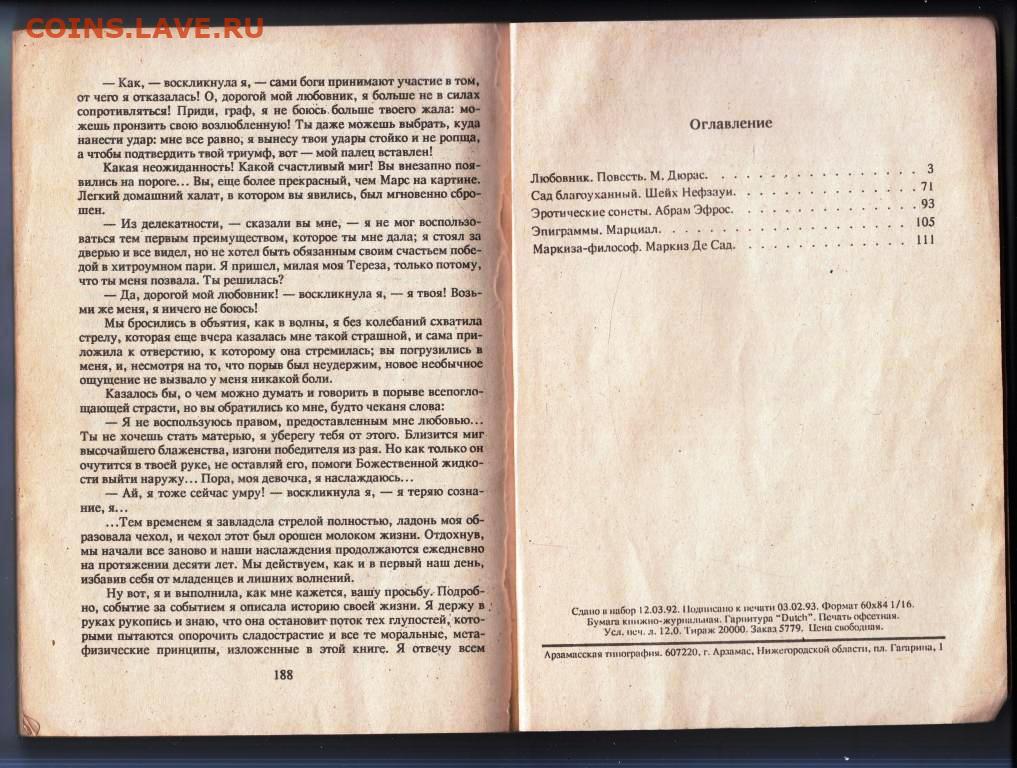 COINS.LAVE.RU
— Как, — воскликнула я, — сами боги принимают участие в том,
от чего я отказалась! О, дорогой мой любовник, я больше не в силах
сопротивляться! Приди, граф, я не боюсь больше твоего жала: мо-
жешь пронзить свою возлюбленную! Ты даже можешь выбрать, куда
нанести удар: мне все равно, я вынесу твои удары стойко и не ропща,
а чтобы подтвердить твой триумф, вот — мой палец вставлен!
Какая неожиданность! Какой счастливый миг! Вы внезапно поя-
вились на пороге... Вы, еще более прекрасный, чем Марс на картине.
Легкий домашний халат, в котором вы явились, был мгновенно сбро-
шен.
— Из делекатности, — сказали вы мне, — я не мог воспользо-
ваться тем первым преимуществом, которое ты мне дала; я стоял за
дверью и все видел, но не хотел быть обязанным своим счастьем побе-
дой в хитроумном пари. Я пришел, милая моя Тереза, только потому,
что ты меня позвала. Ты решилась?
— Да, дорогой мой любовник! — воскликнула я, — я твоя! Возь-
ми же меня, я ничего не боюсь!
Мы бросились в объятия, как в волны, я без колебаний схватила
стрелу, которая еще вчера казалась мне такой страшной, и сама при-
ложила к отверстию, к которому она стремилась; вы погрузились в
меня, и, несмотря на то, что порыв был неудержим, новое необычное
ощущение не вызвало у меня никакой боли.
Казалось бы, о чем можно думать и говорить в порыве всепогло-
щающей страсти, но вы обратились ко мне, будто чеканя слова:
— Я не воспользуюсь правом, предоставленным мне любовью...
Ты не хочешь стать матерью, я уберегу тебя от этого. Близится миг
высочайшего блаженства, изгони победителя из рая. Но как только он
очутится в твоей руке, не оставляй его, помоги Божественной жидко-
сти выйти наружу... Пора, моя девочка, я наслаждаюсь...
— Ай, я тоже сейчас умру! — воскликнула я, — я теряю созна-
ние, я...
...Тем временем я завладела стрелой полностью, ладонь моя об-
разовала чехол, и чехол этот был орошен молоком жизни. Отдохнув,
мы начали все заново и наши наслаждения продолжаются ежедневно
на протяжении десяти лет. Мы действуем, как и в первый наш день,
избавив себя от младенцев и лишних волнений.
Ну вот, я и выполнила, как мне кажется, вашу просьбу. Подроб-
но, событие за событием я описала историю своей жизни. Я держу в
руках рукопись и знаю, что она остановит поток тех глупостей, кото-
рыми пытаются опорочить сладострастие и все те моральные, мета-
физические принципы, изложенные в этой книге. Я отвечу всем
188
Оглавление
Любовник. Повесть. М. Дюрас. . . . . . . . . . . . . . . . . . 3
Сад благоуханный. Шейх Нефзауи. . . . . . . . . . . . . . . . 71
Эротические сонеты. Абрам Эфрос. . . . . . . . . . . . . . . . 93
Эпиграммы. Марциал. . . . . . . . . . . . . . . . . . . . . 105
Маркиза-философ. Маркиз Де Сад. . . . . . . . . . . . . . . 111
Сдано в набор 12.03.92. Подписано к печати 03.02.93. Формат 60x84 1/16.
Бумага книжно-журнальная. Гарнитура "Dutch". Печать офсетная.
Усл. печ. л. 12,0. Тираж 20000. Заказ 5779. Цена свободная.
Арзамасская типография. 607220, г. Арзамас, Нижегородской области, пл. Гагарина, 1